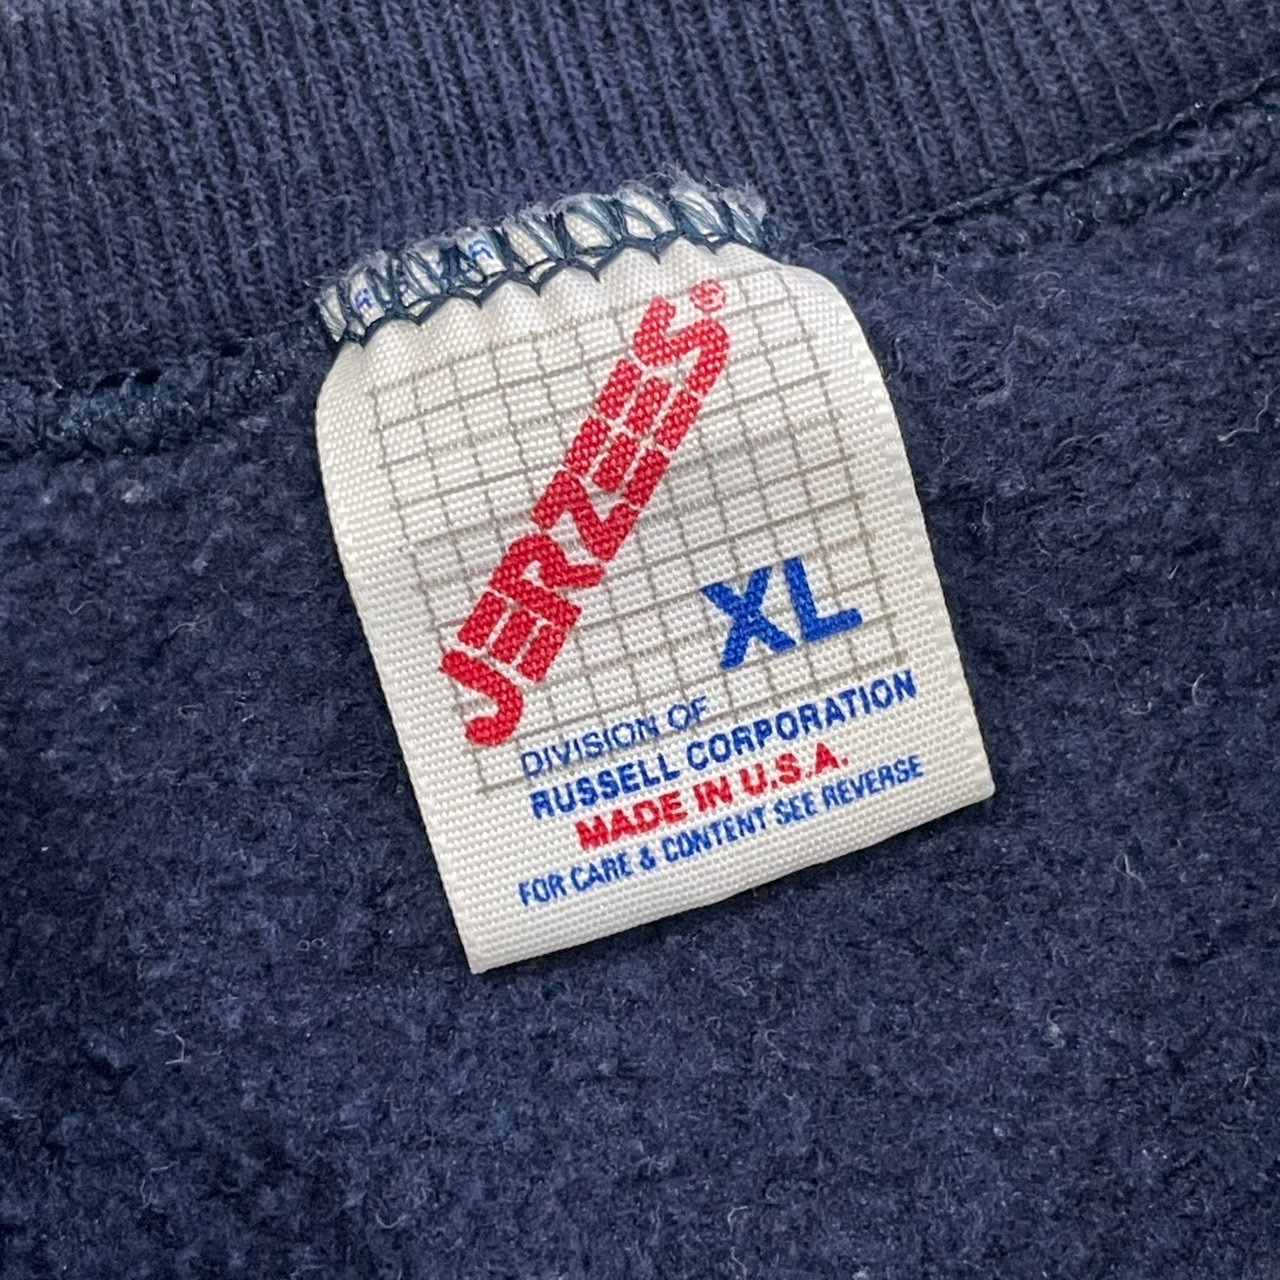 JERZEES®
XL
DIVISION OF
RUSSELL CORPORATION
MADE IN U.S.A.
FOR CARE & CONTENT SEE REVERSE